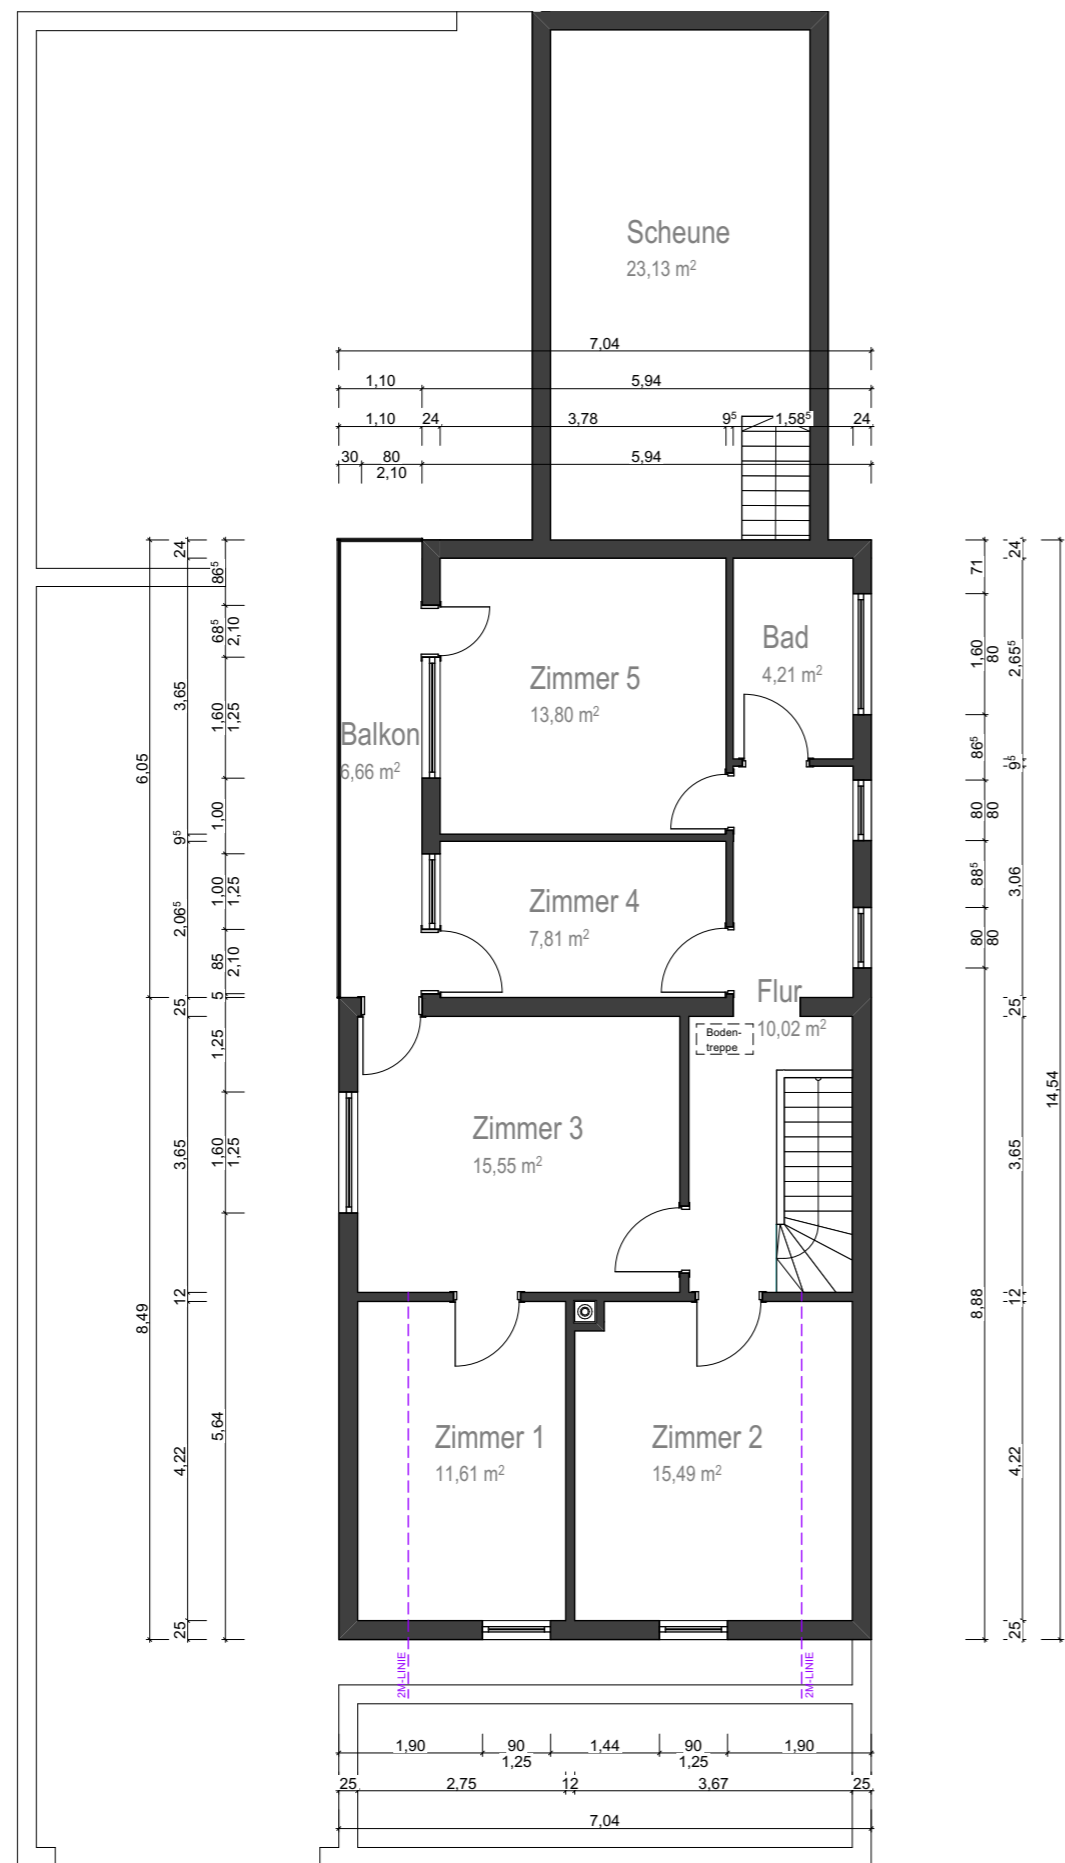 Scheune
23,13 m²
7,04
1,10 5,94
1,10 24 3,78 9⁵ 1,58⁵ 24
30 80 5,94
2,10
24
3,65
9⁵
2,06⁵
25
3,65
12
4,22
25
6,05
8,49
86⁵
68⁵
2,10
1,60
1,25
1,00
1,00
1,25
85
2,10
5
1,25
1,60
1,25
5,64
Zimmer 5
13,80 m²
Bad
4,21 m²
Balkon
6,66 m²
Zimmer 4
7,81 m²
Flur
10,02 m²
Boden-
treppe
Zimmer 3
15,55 m²
Zimmer 1
11,61 m²
Zimmer 2
15,49 m²
71
1,60
80
86⁵
80
80
88⁵
80
80
8,88
24
2,65⁵
9⁵
3,06
25
3,65
12
4,22
25
14,54
2M-LINIE
2M-LINIE
1,90 90 1,44 90 1,90
1,25 1,25
25 2,75 12 3,67 25
7,04